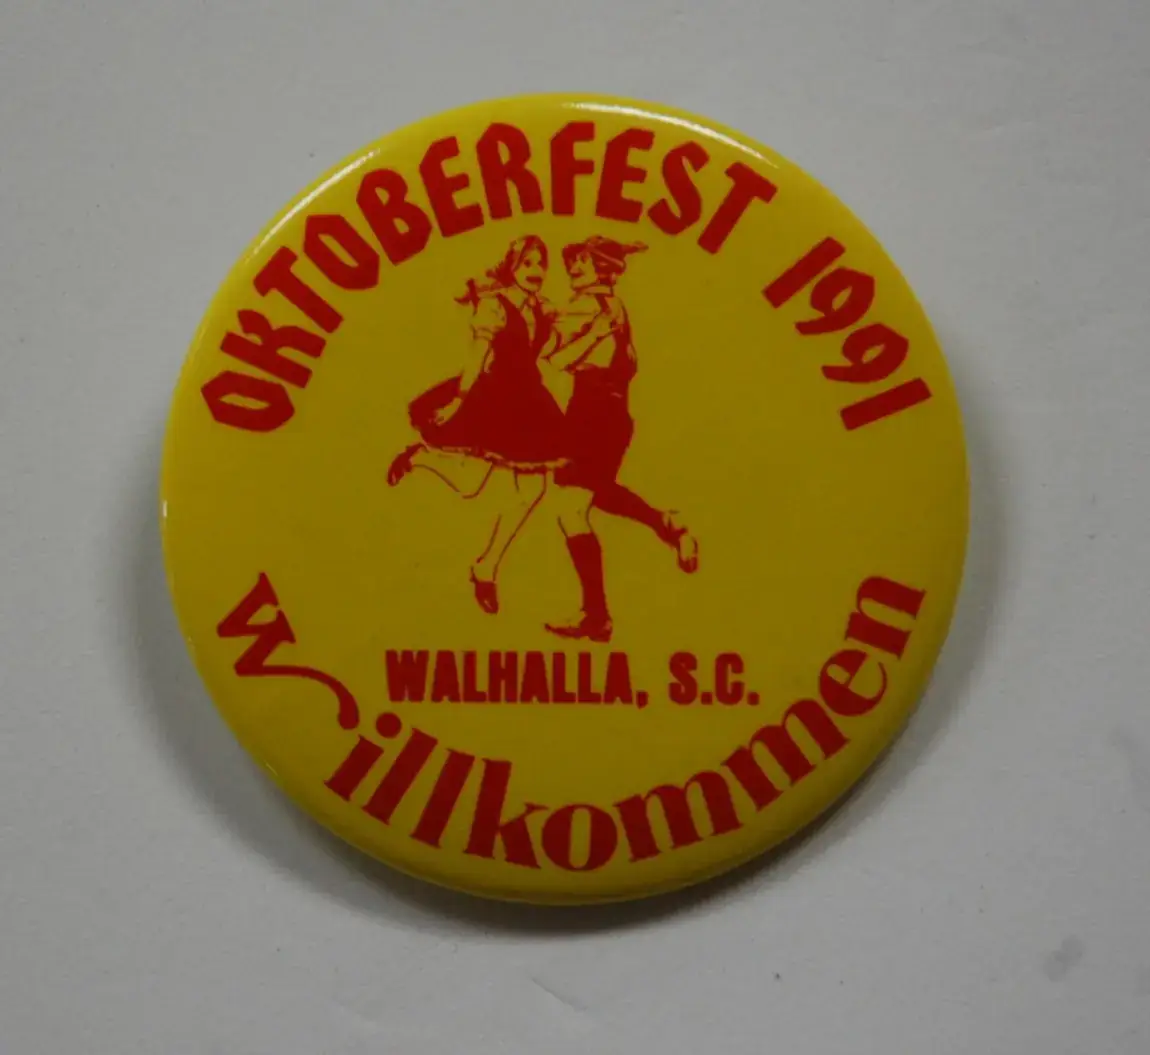 OKTOBERFEST 1991
WALHALLA, S.C.
Willkommen